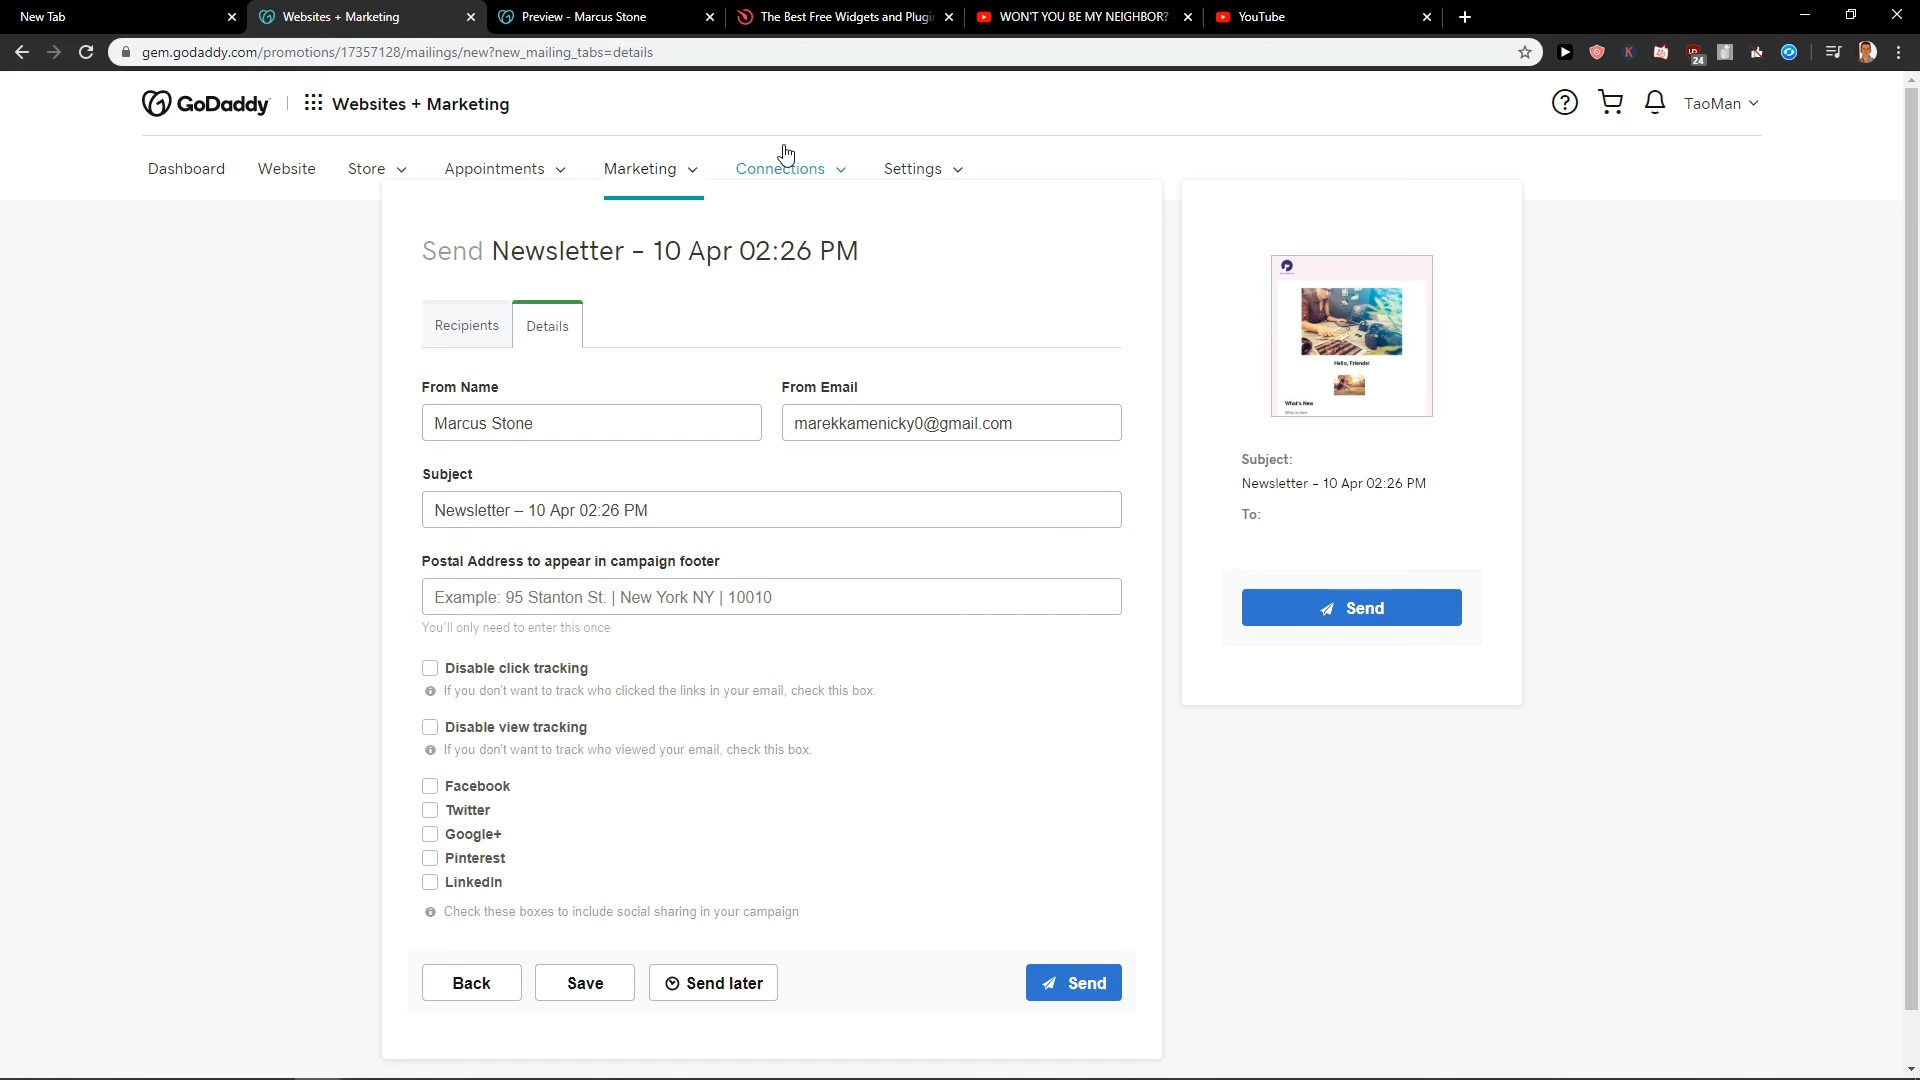 New Tab
Websites + Marketing
Preview - Marcus Stone
The Best Free Widgets and Plugi
WON'T YOU BE MY NEIGHBOR?
YouTube
gem.godaddy.com/promotions/17357128/mailings/new?new_mailing_tabs=details
K
24
GoDaddy
Websites + Marketing
TaoMan
Dashboard
Website
Store
Appointments
Marketing
Connections
Settings
Send Newsletter – 10 Apr 02:26 PM
Recipients
Details
From Name
From Email
Marcus Stone
marekkamenicky0@gmail.com
Subject
Newsletter – 10 Apr 02:26 PM
Postal Address to appear in campaign footer
Example: 95 Stanton St. | New York NY | 10010
You'll only need to enter this once
Disable click tracking
If you don't want to track who clicked the links in your email, check this box.
Disable view tracking
If you don't want to track who viewed your email, check this box.
Facebook
Twitter
Google+
Pinterest
LinkedIn
Check these boxes to include social sharing in your campaign
Back
Save
Send later
Send
Hello, Friends!
What's New
Subject:
Newsletter – 10 Apr 02:26 PM
To:
Send